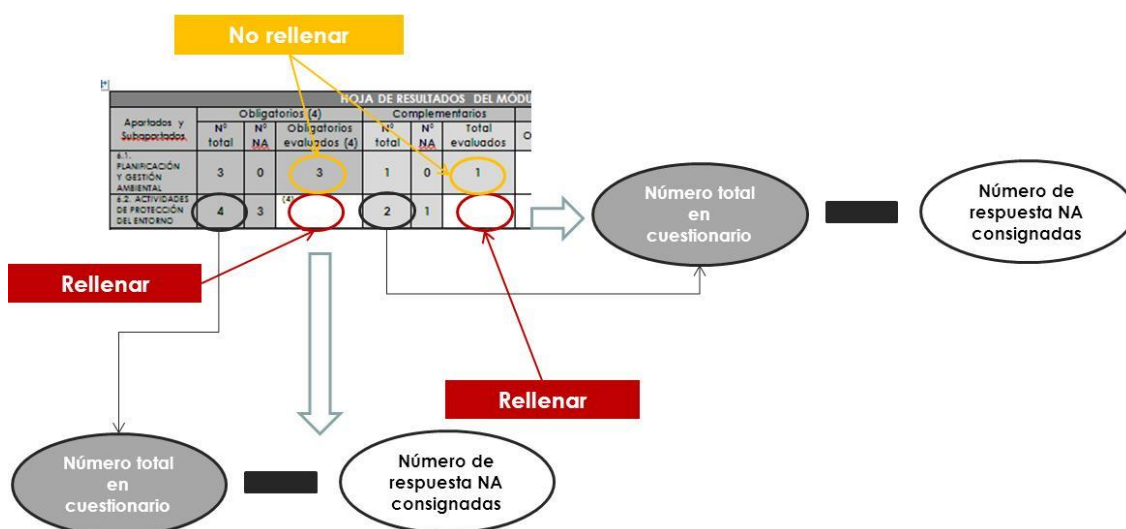 No rellenar
HOJA DE RESULTADOS DEL MÓDU
Apartados y
Subapartados
Obligatorios (4)
Complementarios
Nº
total
Nº
NA
Obligatorios
evaluados (4)
Nº
total
Nº
NA
Total
evaluados
O
6.1.
PLANIFICACIÓN
Y GESTIÓN
AMBIENTAL
3
0
3
1
0
1
6.2. ACTIVIDADES
DE PROTECCIÓN
DEL ENTORNO
4
3
(4)
2
1
Número total
en
cuestionario
Número de
respuesta NA
consignadas
Rellenar
Rellenar
Número total
en
cuestionario
Número de
respuesta NA
consignadas